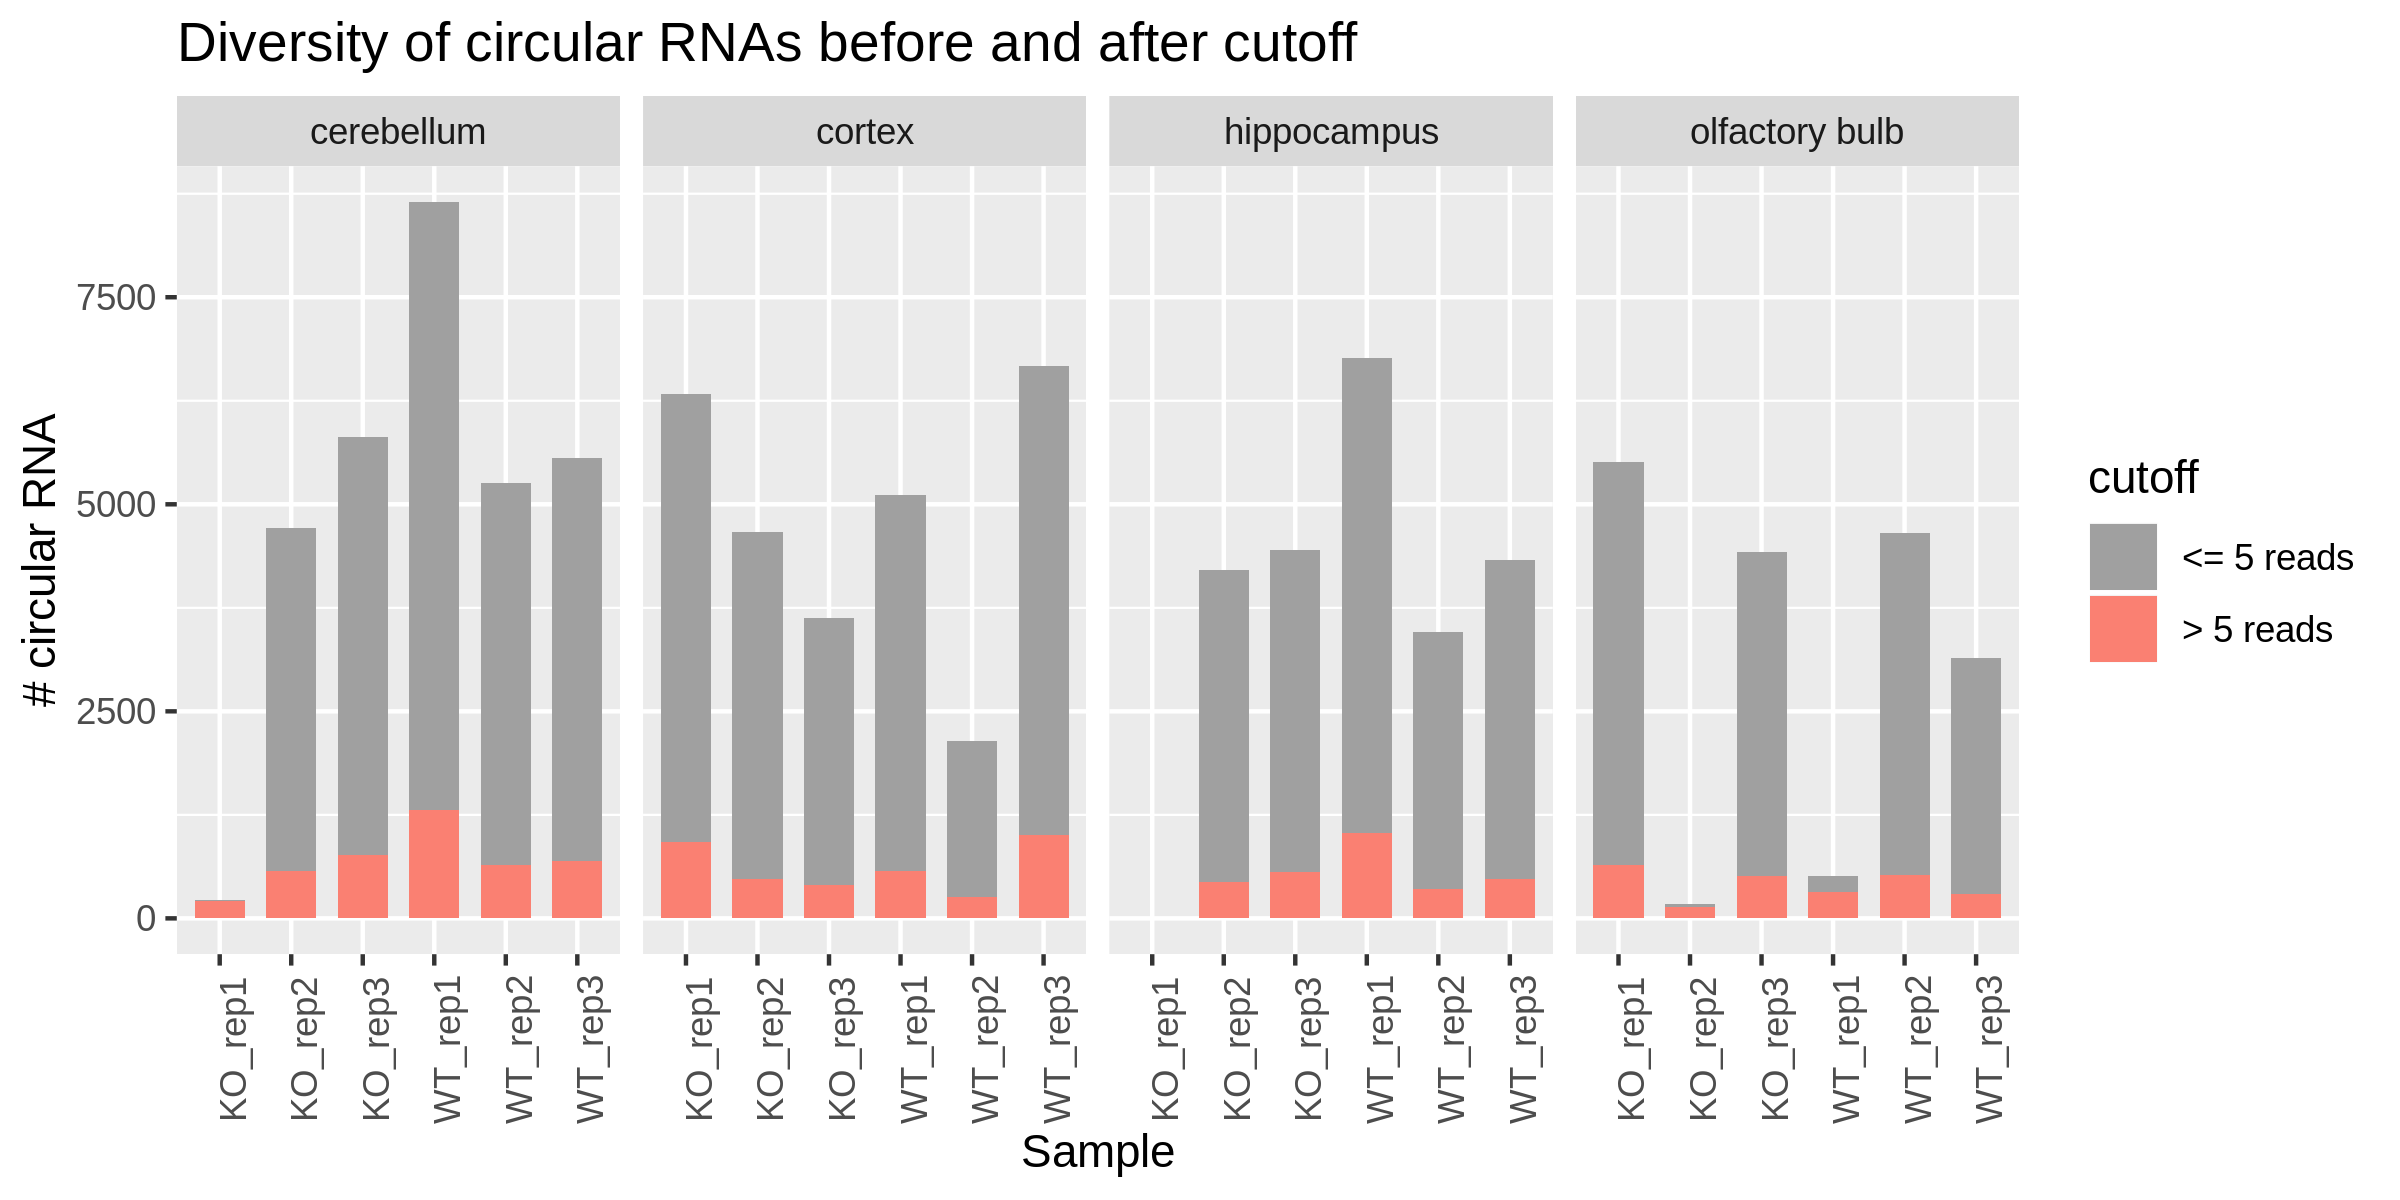 Diversity of circular RNAs before and after cutoff
cerebellum
cortex
hippocampus
olfactory bulb
# circular RNA
7500
5000
2500
0
KO_rep1
KO_rep2
KO_rep3
WT_rep1
WT_rep2
WT_rep3
KO_rep1
KO_rep2
KO_rep3
WT_rep1
WT_rep2
WT_rep3
KO_rep1
KO_rep2
KO_rep3
WT_rep1
WT_rep2
WT_rep3
KO_rep1
KO_rep2
KO_rep3
WT_rep1
WT_rep2
WT_rep3
Sample
cutoff
<= 5 reads
> 5 reads